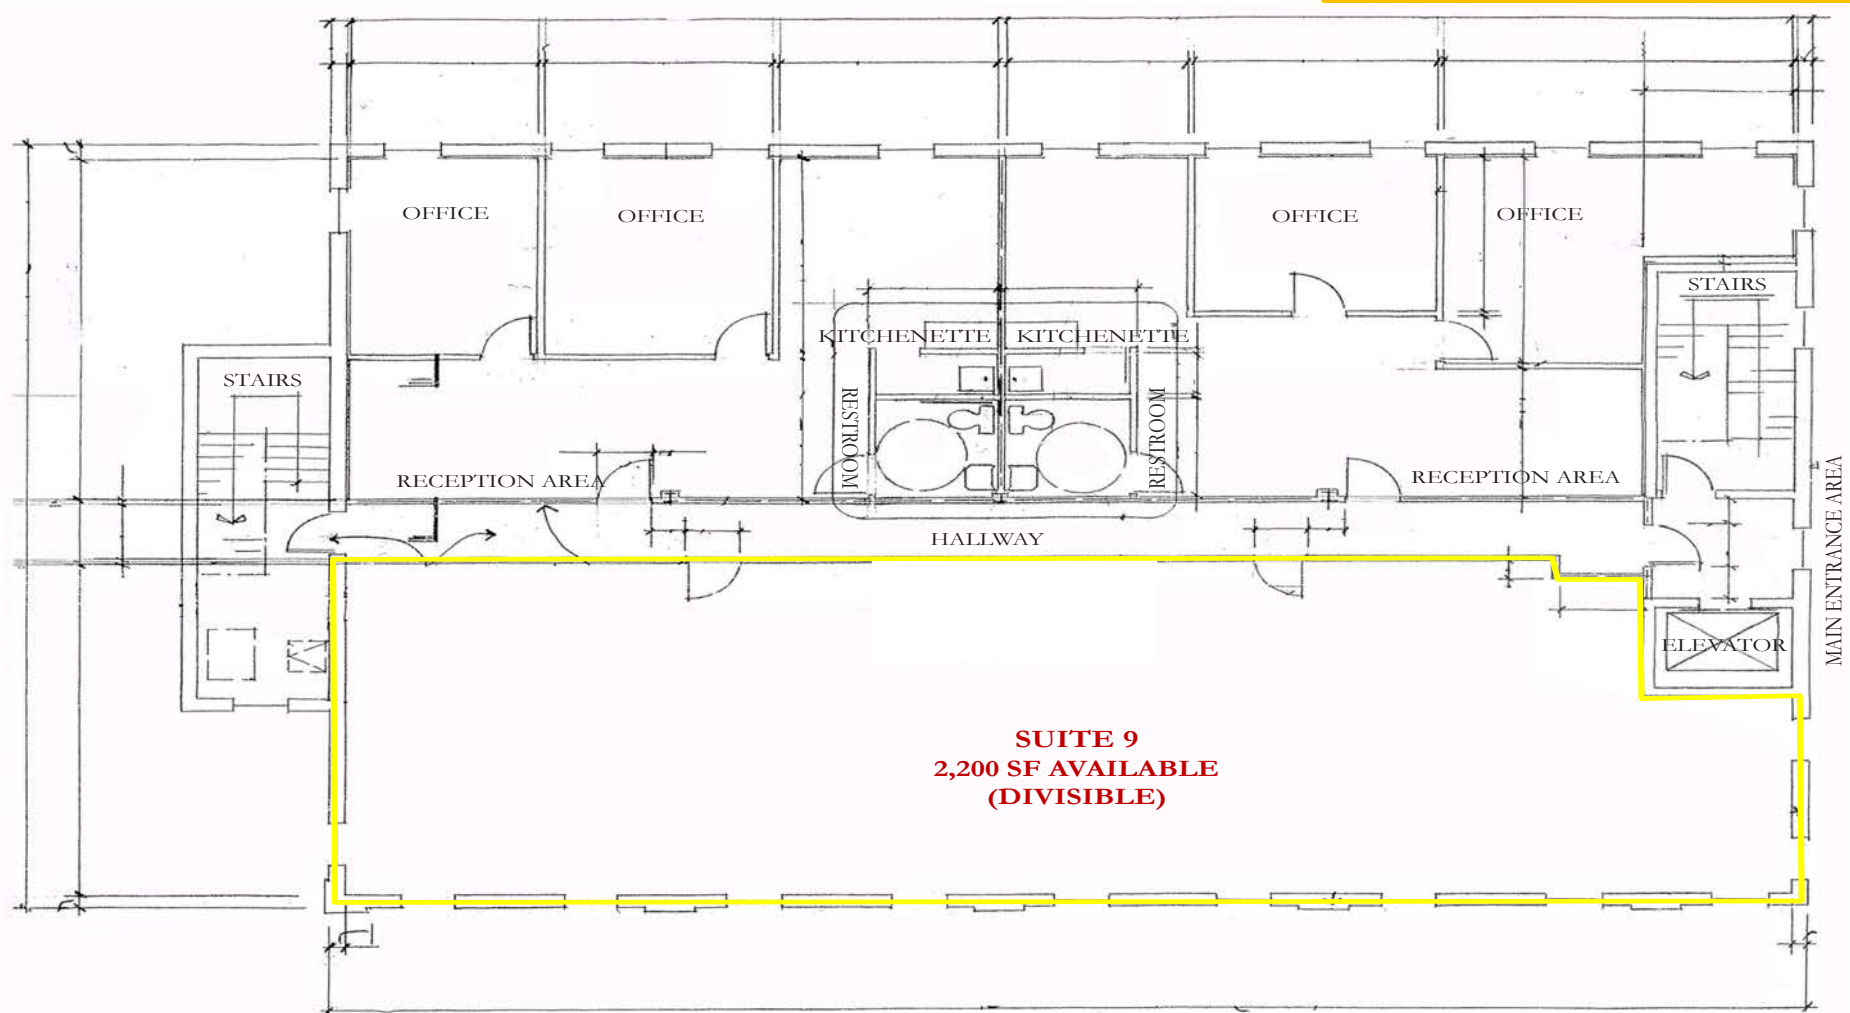 OFFICE
OFFICE
OFFICE
OFFICE
STAIRS
KITCHENETTE
KITCHENETTE
STAIRS
RESTROOM
RESTROOM
RECEPTION AREA
RECEPTION AREA
HALLWAY
MAIN ENTRANCE AREA
ELEVATOR
SUITE 9
2,200 SF AVAILABLE
(DIVISIBLE)